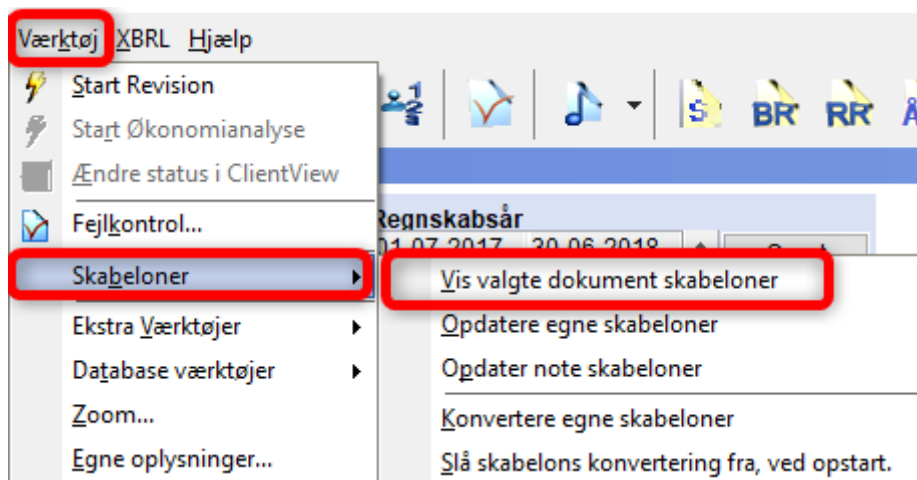 Værktøj XBRL Hjælp
Start Revision
Start Økonomianalyse
S BR RR Å
Ændre status i ClientView
Fejlkontrol...
Regnskabsår
01.07.2017 30.06.2018
Skabeloner
Vis valgte dokument skabeloner
Ekstra Værktøjer
Opdatere egne skabeloner
Database værktøjer
Opdater note skabeloner
Zoom...
Konvertere egne skabeloner
Egne oplysninger...
Slå skabelons konvertering fra, ved opstart.